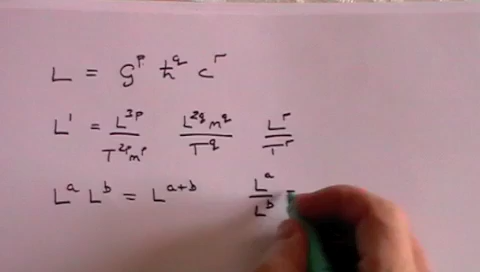 L = G^p ħ^q c^r
L^1 = L^{3p}/T^{2p}M^p L^{2q}M^q/T^q L^r/T^r
L^a L^b = L^{a+b} L^a/L^b =